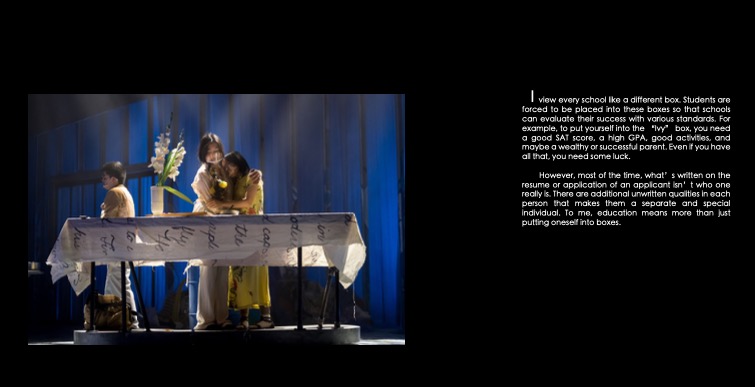 I view every school like a different box. Students are
forced to be placed into these boxes so that schools
can evaluate their success with various standards. For
example, to put yourself into the “Ivy” box, you need
a good SAT score, a high GPA, good activities, and
maybe a wealthy or successful parent. Even if you have
all that, you need some luck.
However, most of the time, what’s written on the
resume or application of an applicant isn’t who one
really is. There are additional unwritten qualities in each
person that makes them a separate and special
individual. To me, education means more than just
putting oneself into boxes.